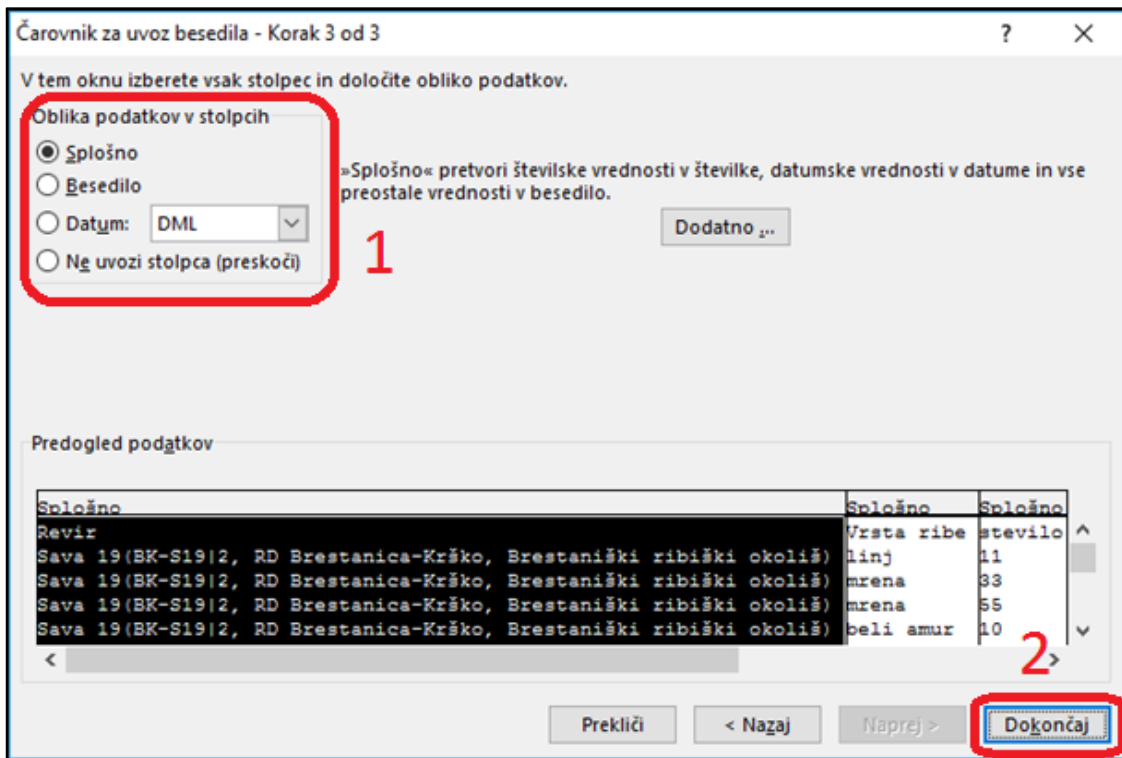 Čarovnik za uvoz besedila - Korak 3 od 3 ?
V tem oknu izberete vsak stolpec in določite obliko podatkov.
Oblika podatkov v stolpcih
Splošno
Besedilo
Datum: DML
Ne uvozi stolpca (preskoči)
1
»Splošno« pretvori številske vrednosti v številke, datumske vrednosti v datume in vse
preostale vrednosti v besedilo.
Dodatno ...
Predogled podatkov
Splošno Splošno Splošno
Revir Vrsta ribe stevilo
Sava 19(BK-S19|2, RD Brestanica-Krško, Brestaniški ribiški okoliš) linj 11
Sava 19(BK-S19|2, RD Brestanica-Krško, Brestaniški ribiški okoliš) mrena 33
Sava 19(BK-S19|2, RD Brestanica-Krško, Brestaniški ribiški okoliš) mrena 55
Sava 19(BK-S19|2, RD Brestanica-Krško, Brestaniški ribiški okoliš) beli amur 10
2
Prekliči < Nazaj Naprej > Dokončaj